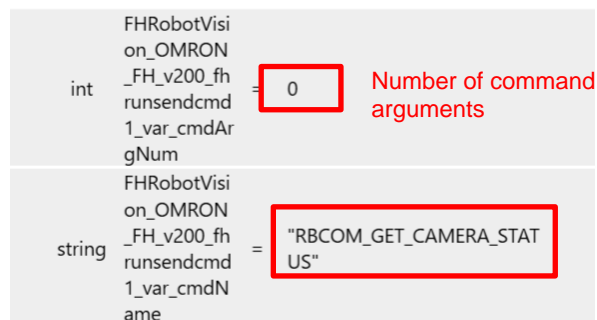 FHRobotVisi
on_OMRON
_FH_v200_fh
int runsendcmd = 0
1_var_cmdAr
gNum
Number of command
arguments
FHRobotVisi
on_OMRON
_FH_v200_fh
string runsendcmd = "RBCOM_GET_CAMERA_STAT
US"
1_var_cmdN
ame